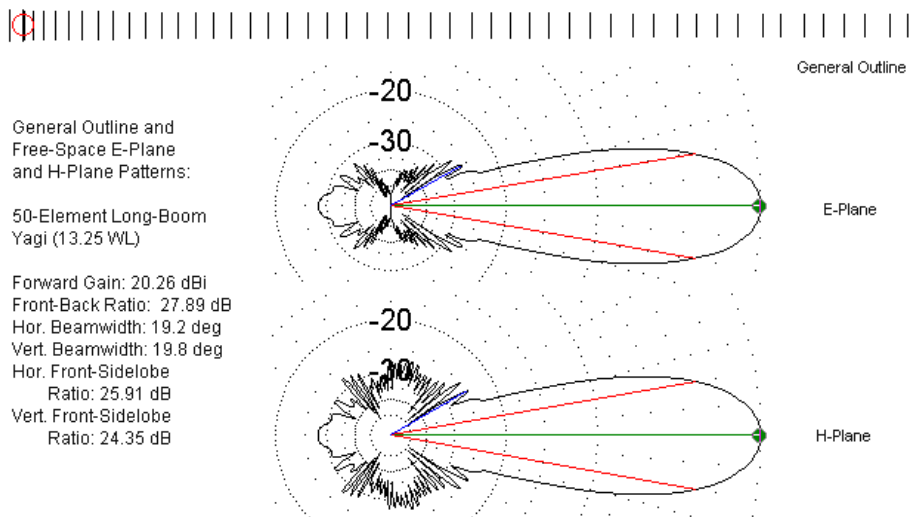 General Outline
General Outline and
Free-Space E-Plane
and H-Plane Patterns:
50-Element Long-Boom
Yagi (13.25 WL)
Forward Gain: 20.26 dBi
Front-Back Ratio: 27.89 dB
Hor. Beamwidth: 19.2 deg
Vert. Beamwidth: 19.8 deg
Hor. Front-Sidelobe
Ratio: 25.91 dB
Vert. Front-Sidelobe
Ratio: 24.35 dB
-20
-30
E-Plane
-20
-30
H-Plane